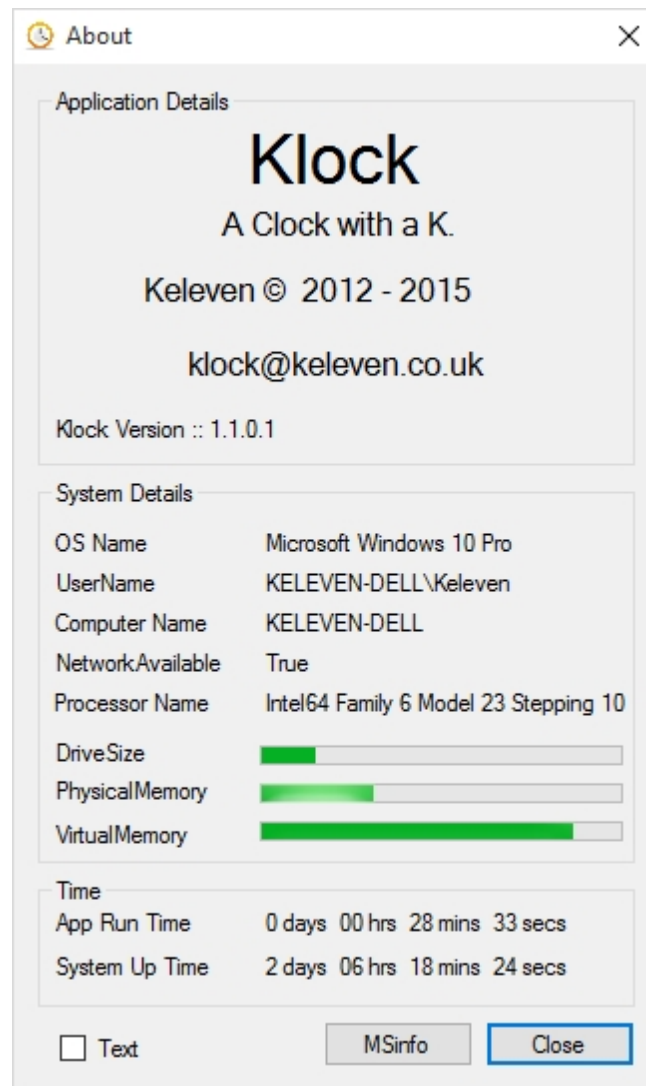 About
Application Details
Klock
A Clock with a K.
Keleven © 2012 - 2015
klock@keleven.co.uk
Klock Version :: 1.1.0.1
System Details
OS Name Microsoft Windows 10 Pro
UserName KELEVEN-DELL\Keleven
Computer Name KELEVEN-DELL
NetworkAvailable True
Processor Name Intel64 Family 6 Model 23 Stepping 10
DriveSize
PhysicalMemory
VirtualMemory
Time
App Run Time 0 days 00 hrs 28 mins 33 secs
System Up Time 2 days 06 hrs 18 mins 24 secs
Text MSinfo Close